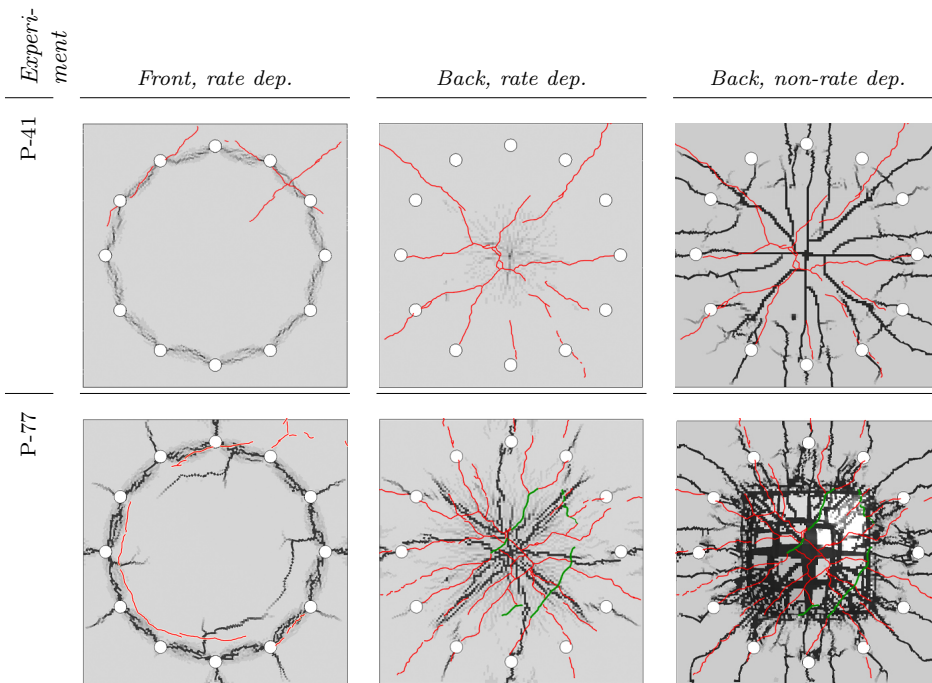 Experi-
ment
Front, rate dep.
Back, rate dep.
Back, non-rate dep.
P-41
P-77